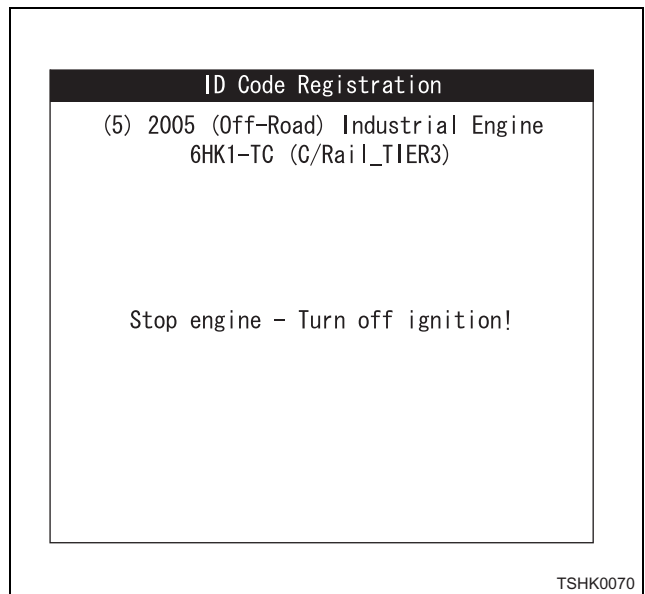 ID Code Registration
(5) 2005 (Off-Road) Industrial Engine
6HK1-TC (C/Rail_TIER3)
Stop engine - Turn off ignition!
TSHK0070